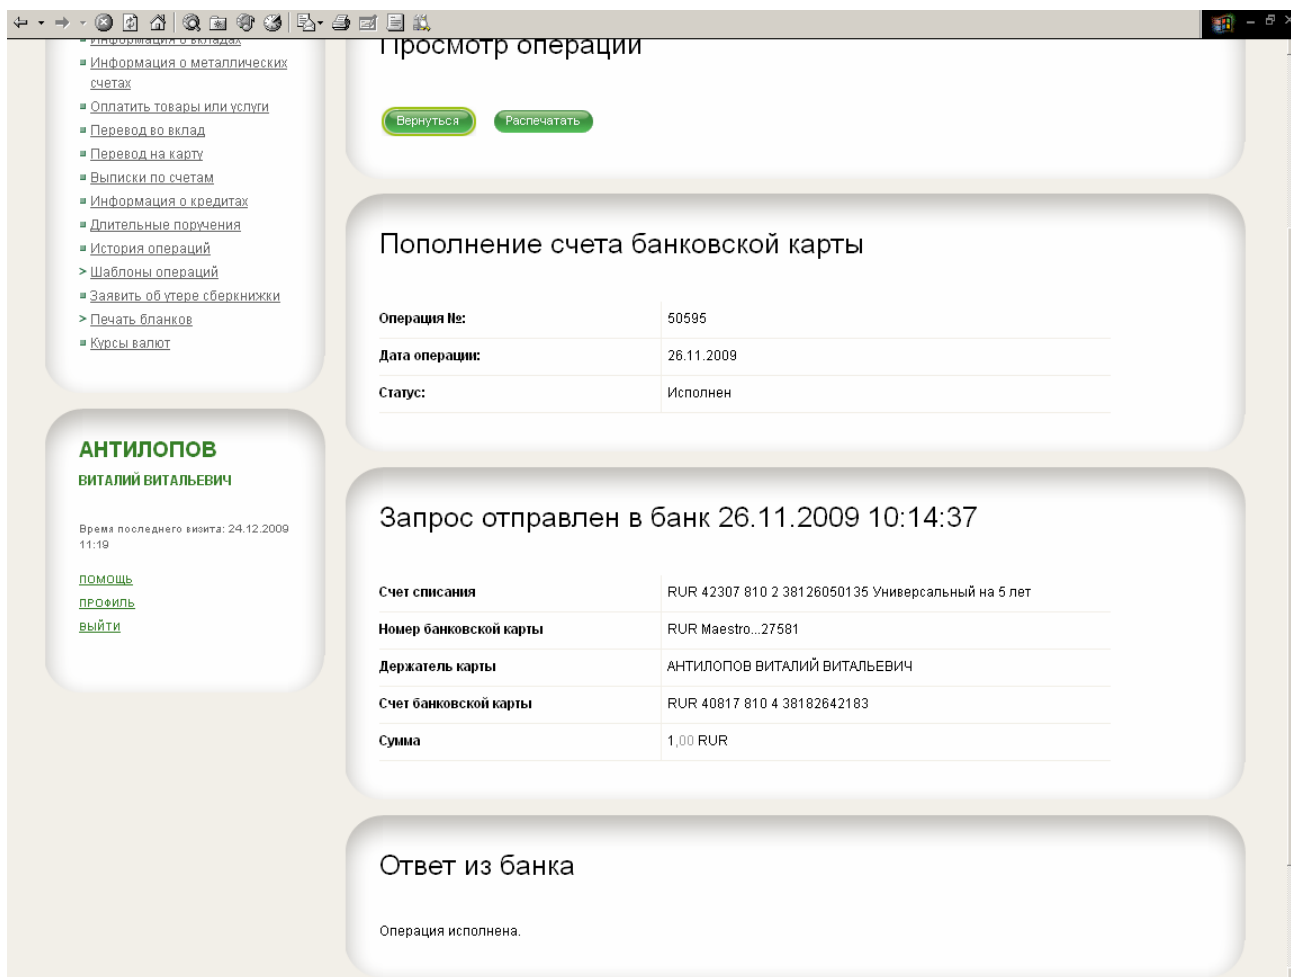 Информация о вкладах
Информация о металлических
счетах
Оплатить товары или услуги
Перевод во вклад
Перевод на карту
Выписки по счетам
Информация о кредитах
Длительные поручения
История операций
Шаблоны операций
Заявить об утере сберкнижки
Печать бланков
Курсы валют
АНТИЛОПОВ
ВИТАЛИЙ ВИТАЛЬЕВИЧ
Время последнего визита: 24.12.2009
11:19
ПОМОЩЬ
ПРОФИЛЬ
ВЫЙТИ
Просмотр операции
Вернуться Распечатать
Пополнение счета банковской карты
Операция №: 50595
Дата операции: 26.11.2009
Статус: Исполнен
Запрос отправлен в банк 26.11.2009 10:14:37
Счет списания RUR 42307 810 2 38126050135 Универсальный на 5 лет
Номер банковской карты RUR Maestro...27581
Держатель карты АНТИЛОПОВ ВИТАЛИЙ ВИТАЛЬЕВИЧ
Счет банковской карты RUR 40817 810 4 38182642183
Сумма 1,00 RUR
Ответ из банка
Операция исполнена.